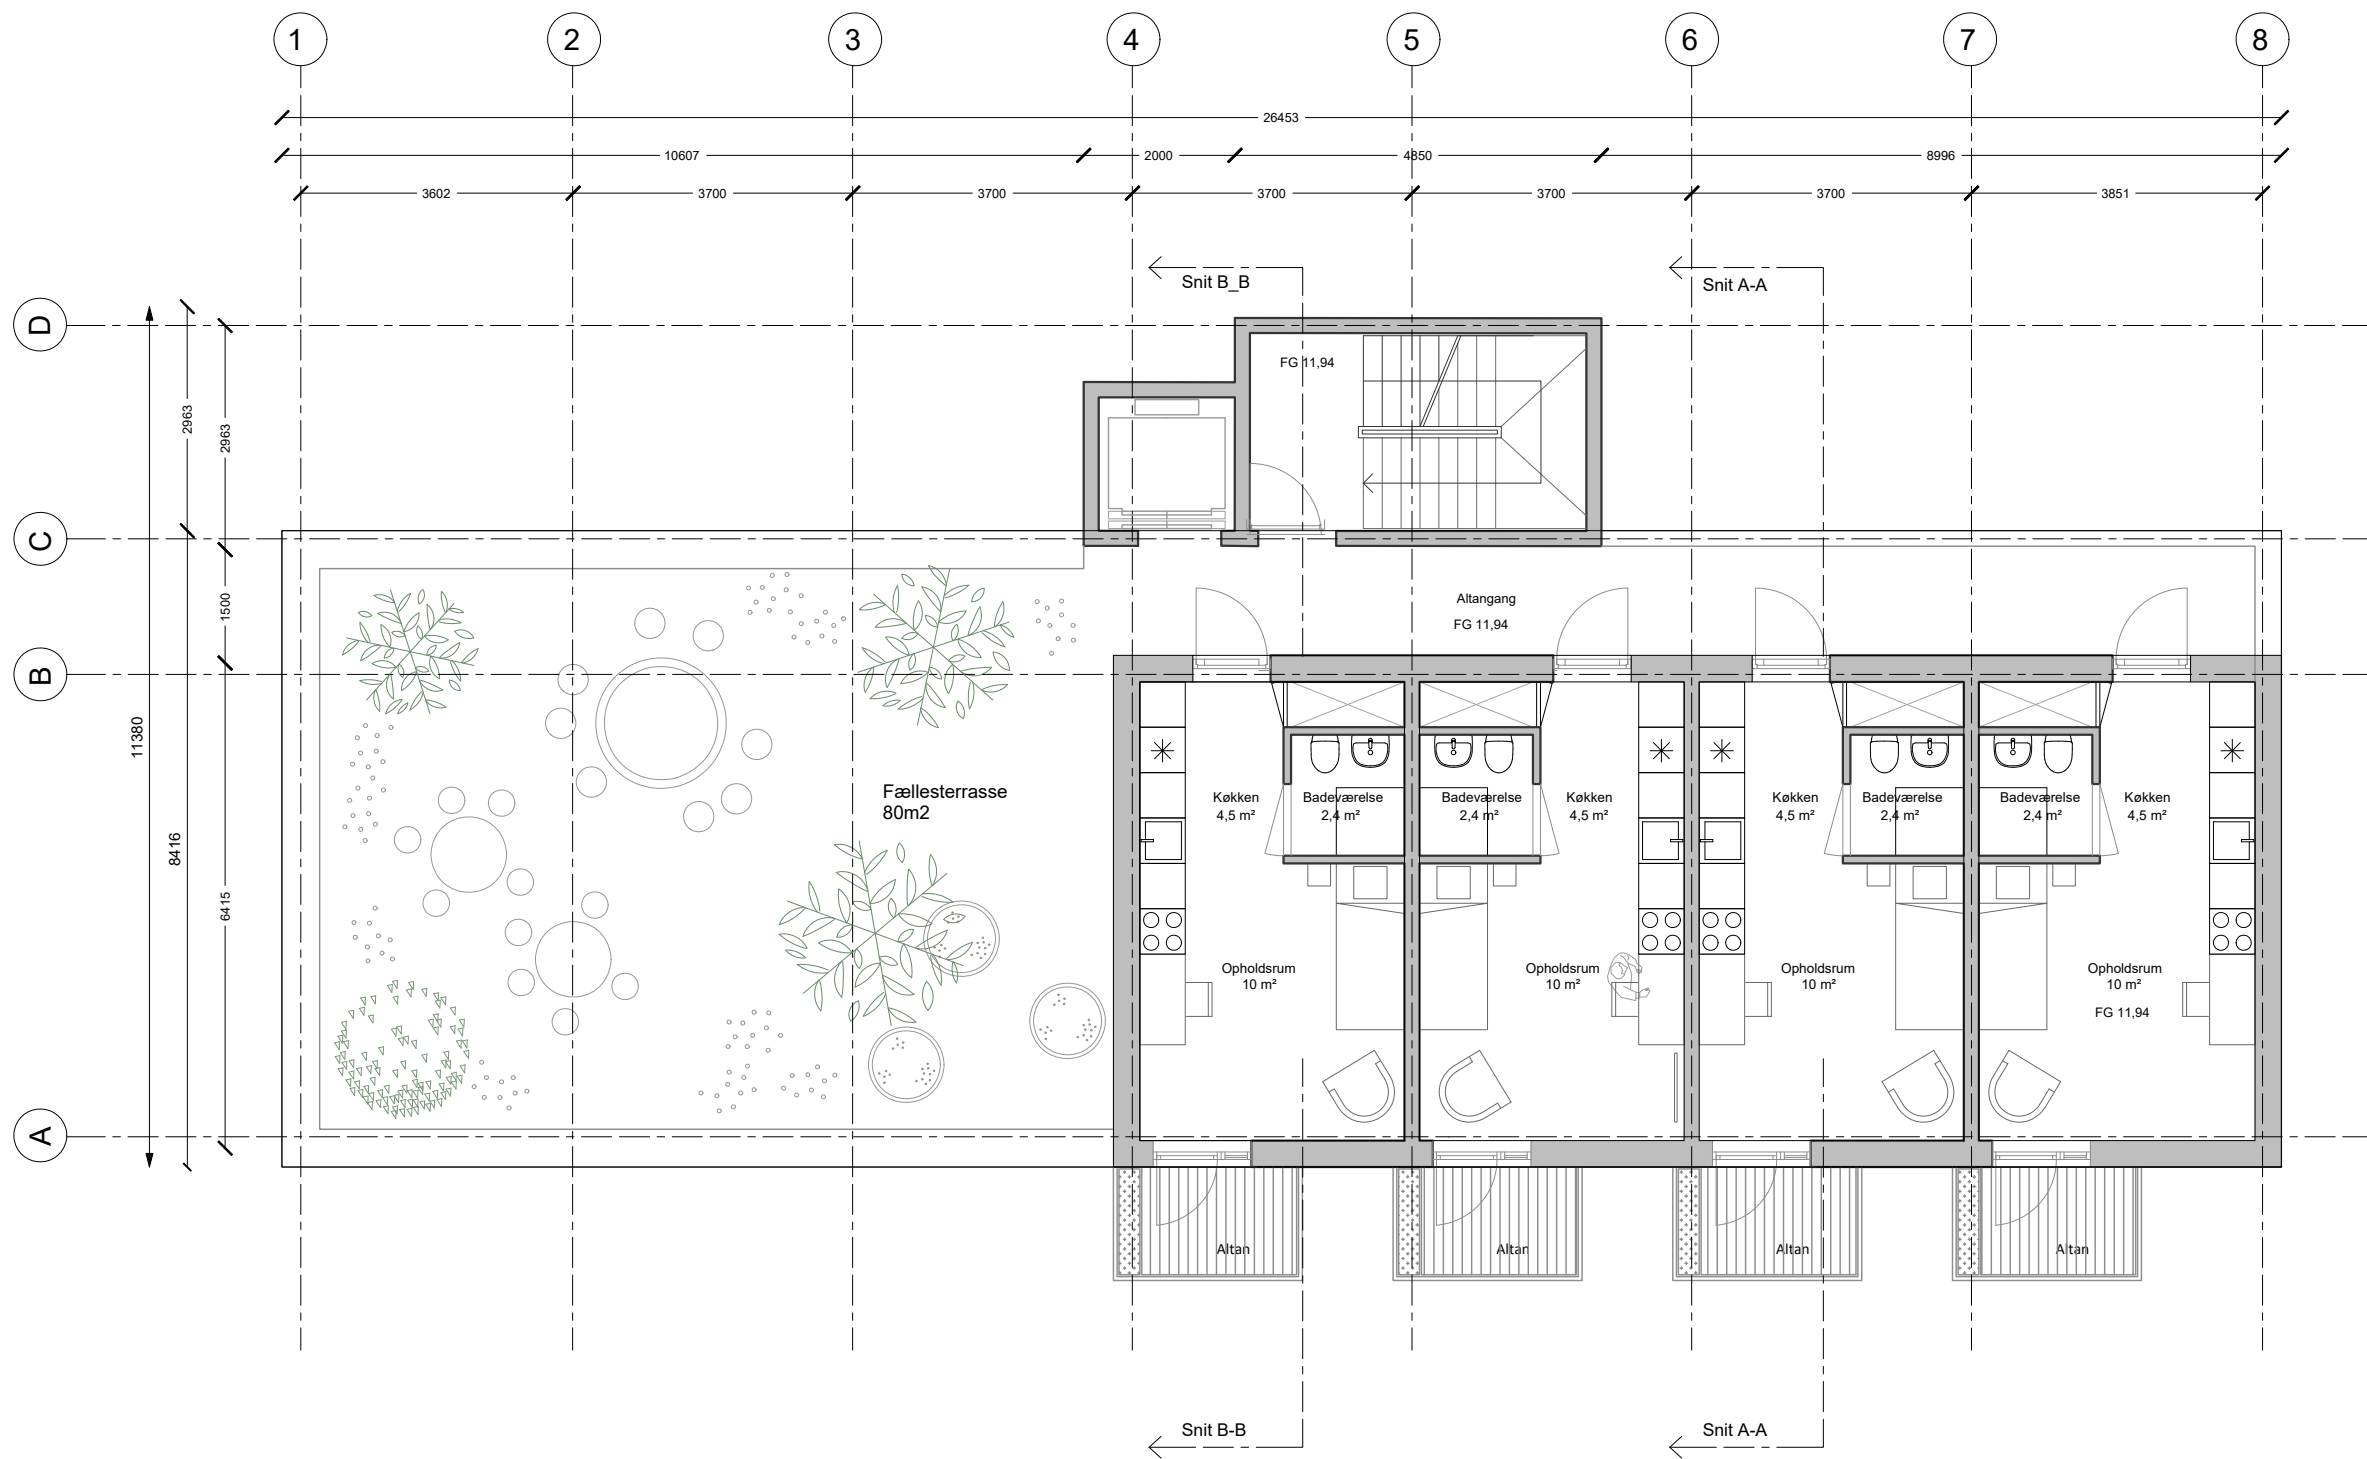 1 2 3 4 5 6 7 8
26453
10607 2000 4850 8996
3602 3700 3700 3700 3700 3700 3851
Snit B_B Snit A-A
D
FG 11,94
2963 2963
C
Altangang
FG 11,94
1500
B
11380
8416
6415
Fællesterrasse
80m2
Køkken Badeværelse Badeværelse Køkken Køkken Badeværelse Badeværelse Køkken
4,5 m² 2,4 m² 2,4 m² 4,5 m² 4,5 m² 2,4 m² 2,4 m² 4,5 m²
Opholdsrum Opholdsrum Opholdsrum Opholdsrum
10 m² 10 m² 10 m² 10 m²
FG 11,94
A
Altan Altan Altan Altan
Snit B-B Snit A-A